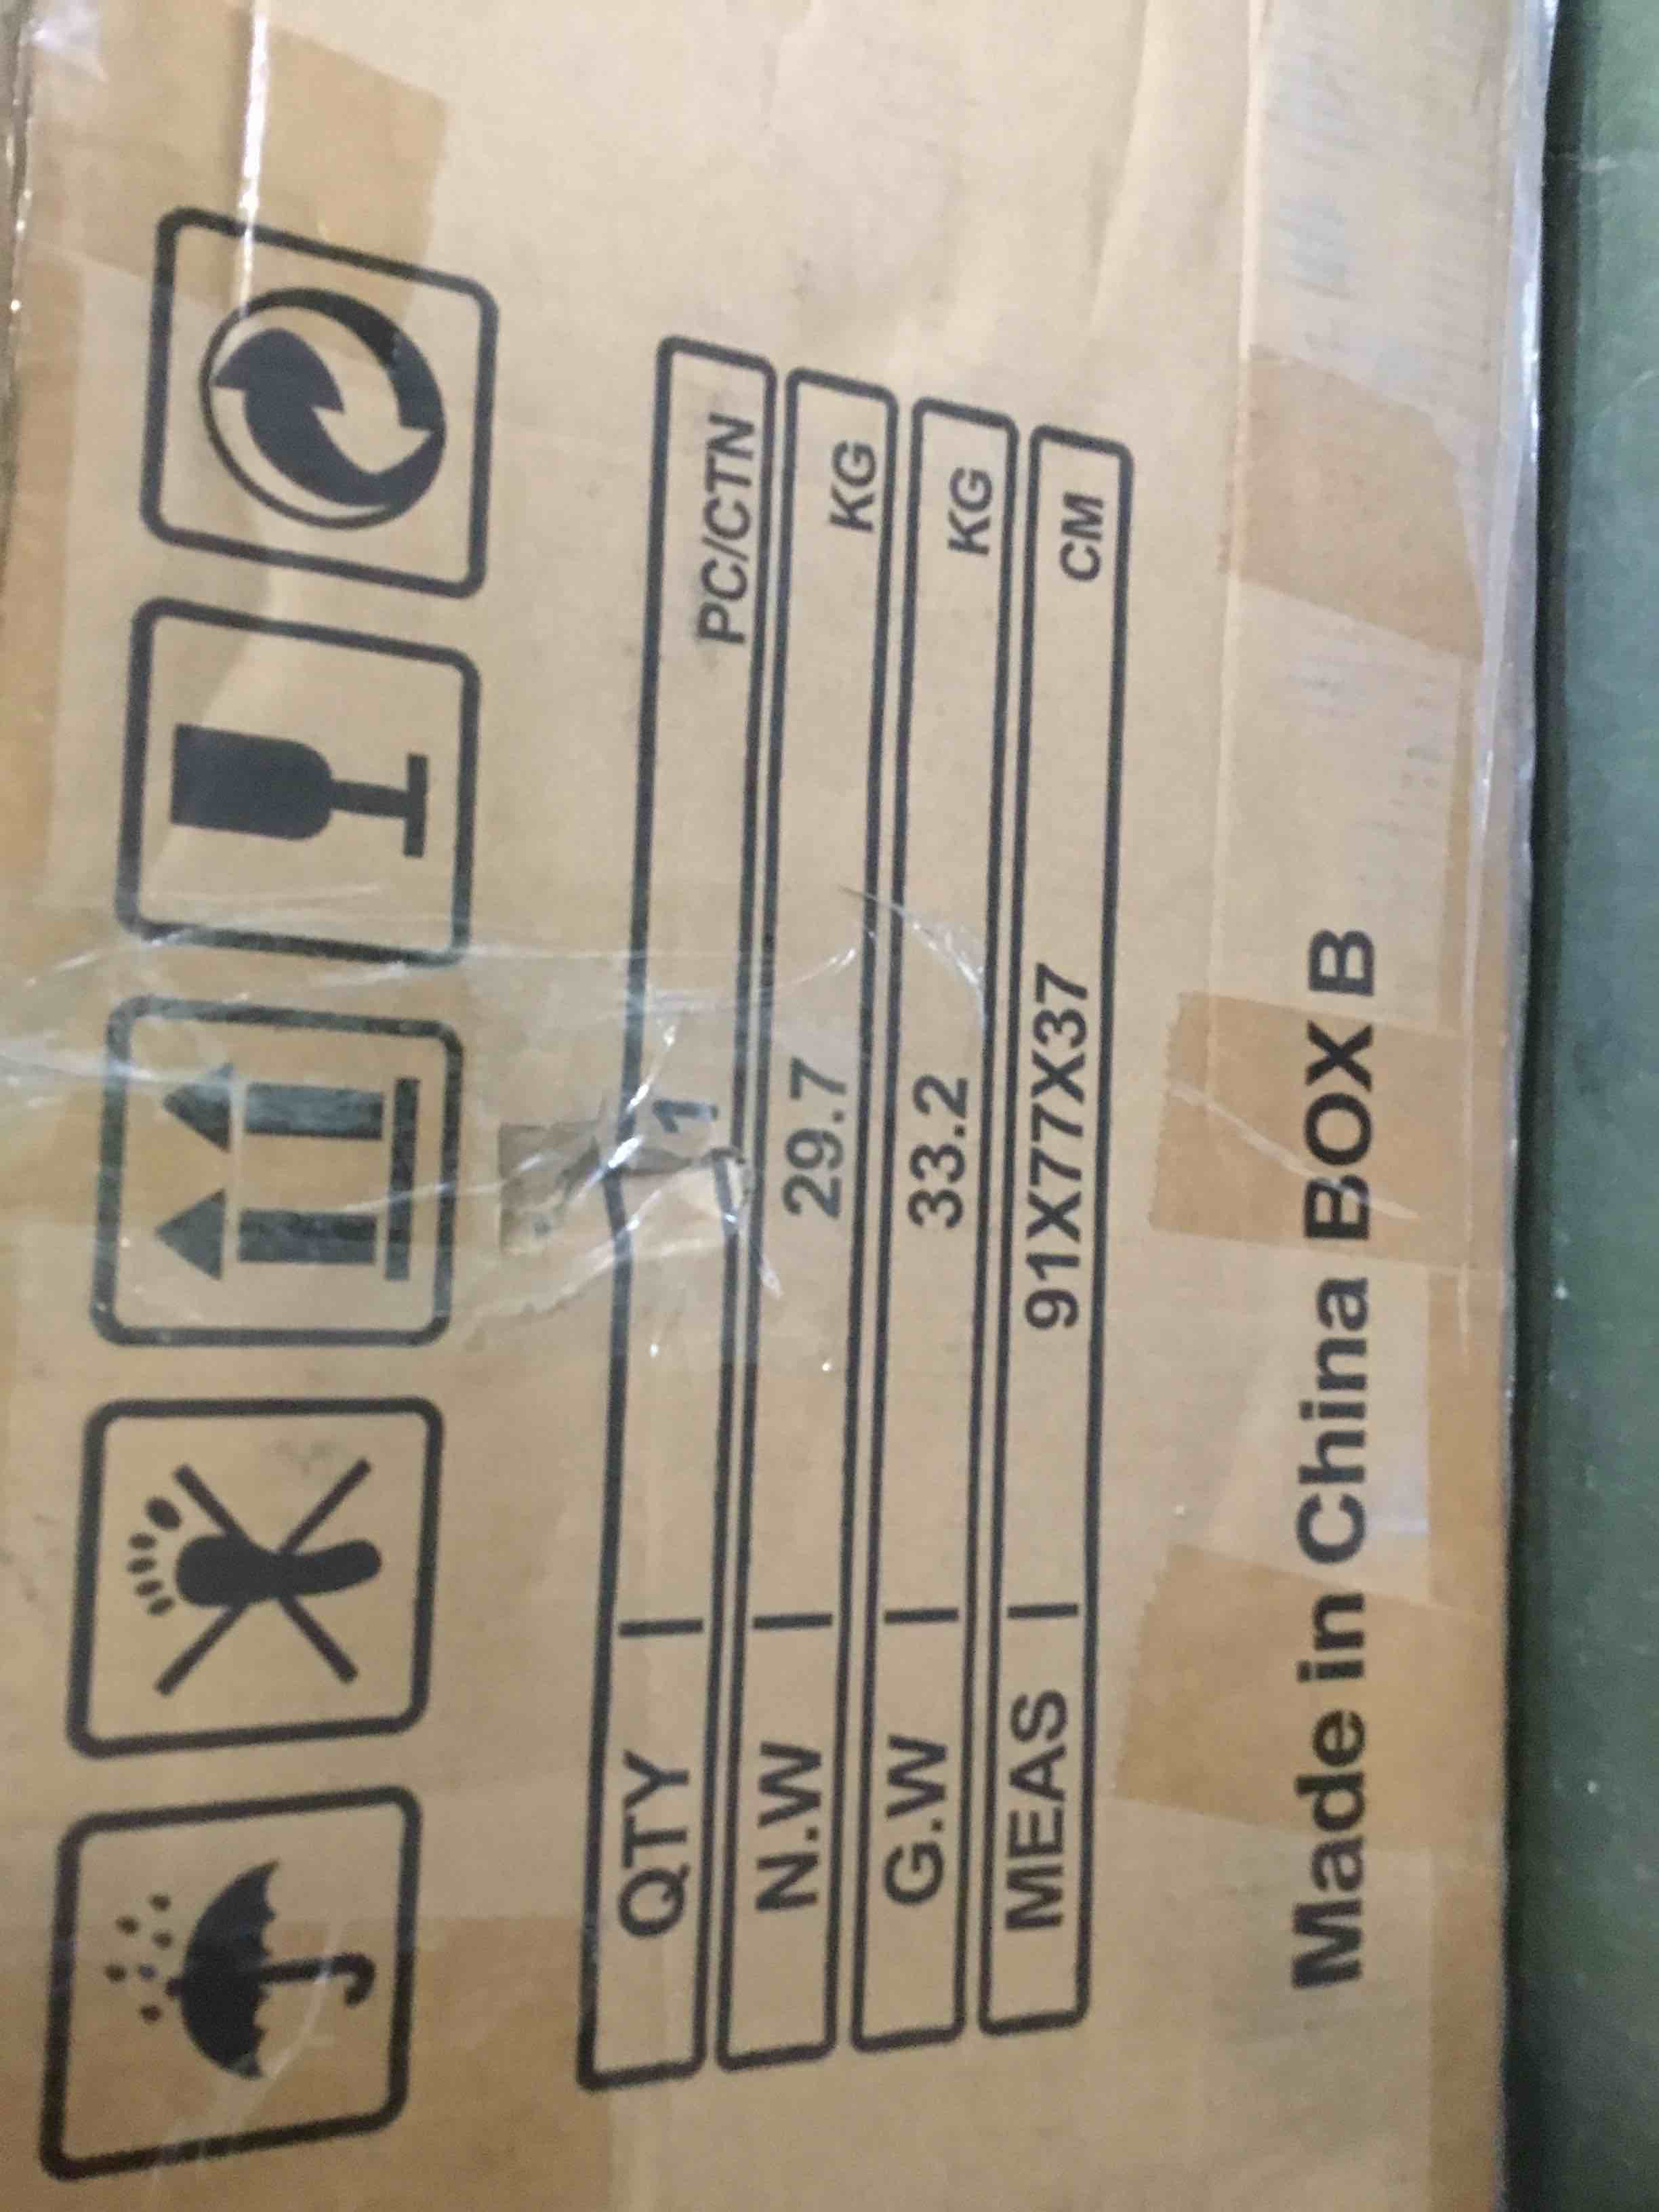 QTY | 1 PC/CTN
N.W | 29.7 KG
G.W | 33.2 KG
MEAS | 91X77X37 CM
Made in China BOX B